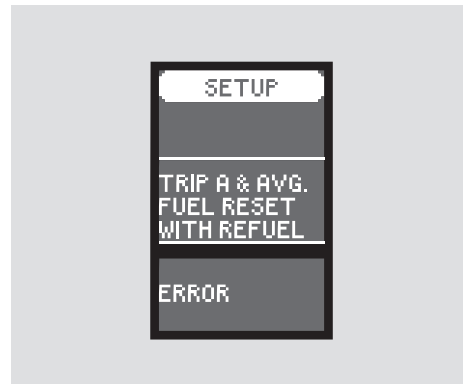 SETUP
TRIP A & AVG.
FUEL RESET
WITH REFUEL
ERROR